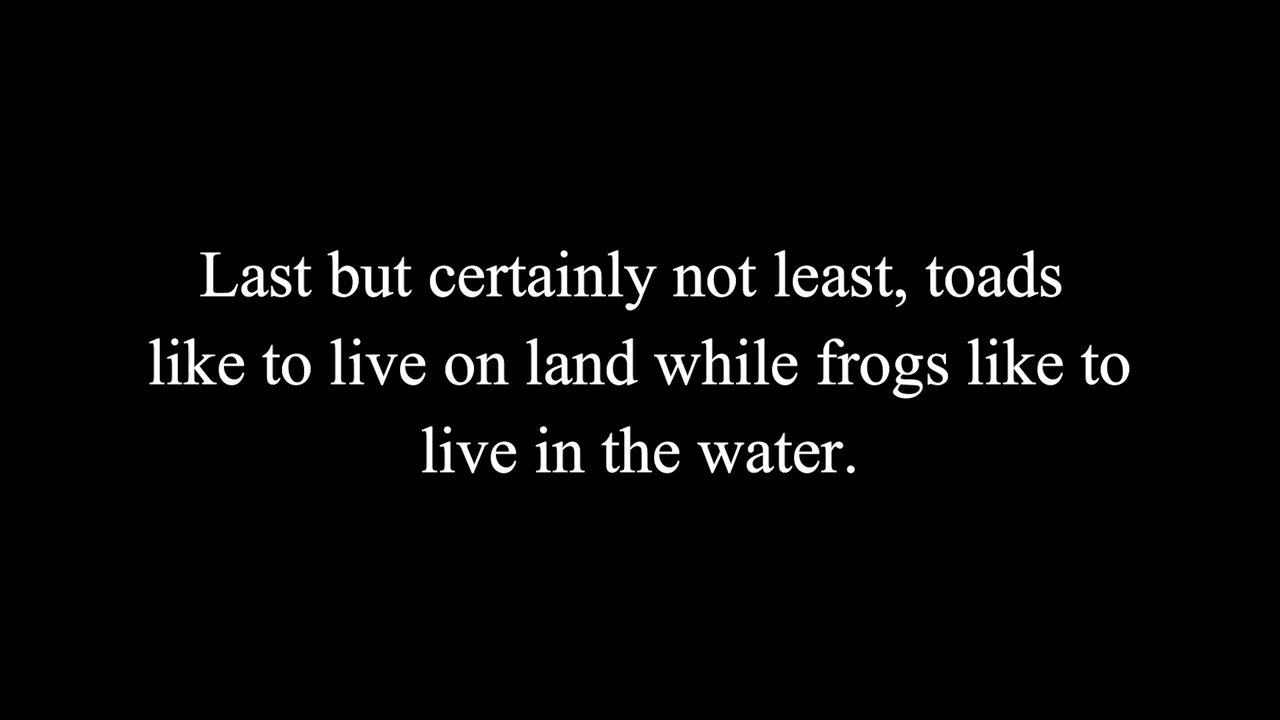 Last but certainly not least, toads
like to live on land while frogs like to
live in the water.